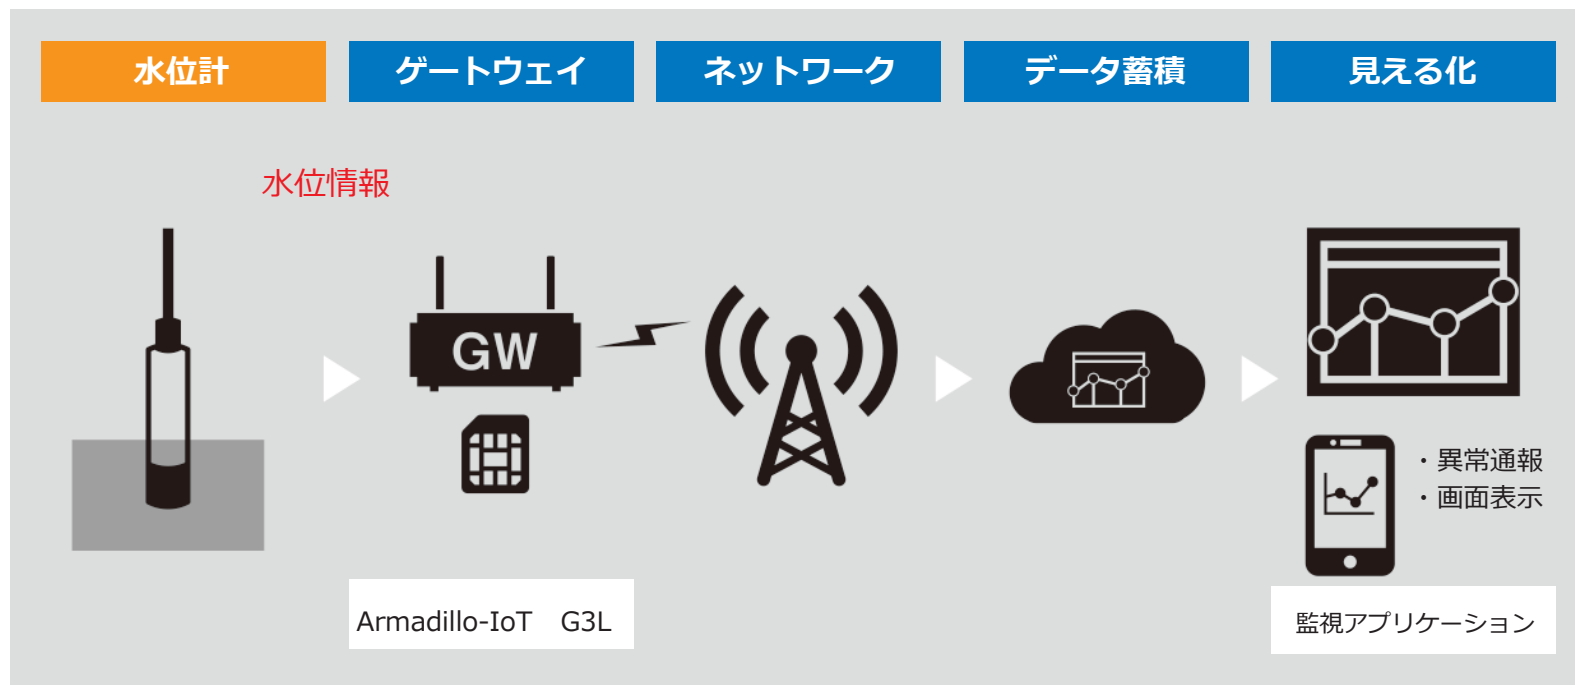 水位計
ゲートウェイ
ネットワーク
データ蓄積
見える化
水位情報
GW
・異常通報
・画面表示
Armadillo-IoT　G3L
監視アプリケーション